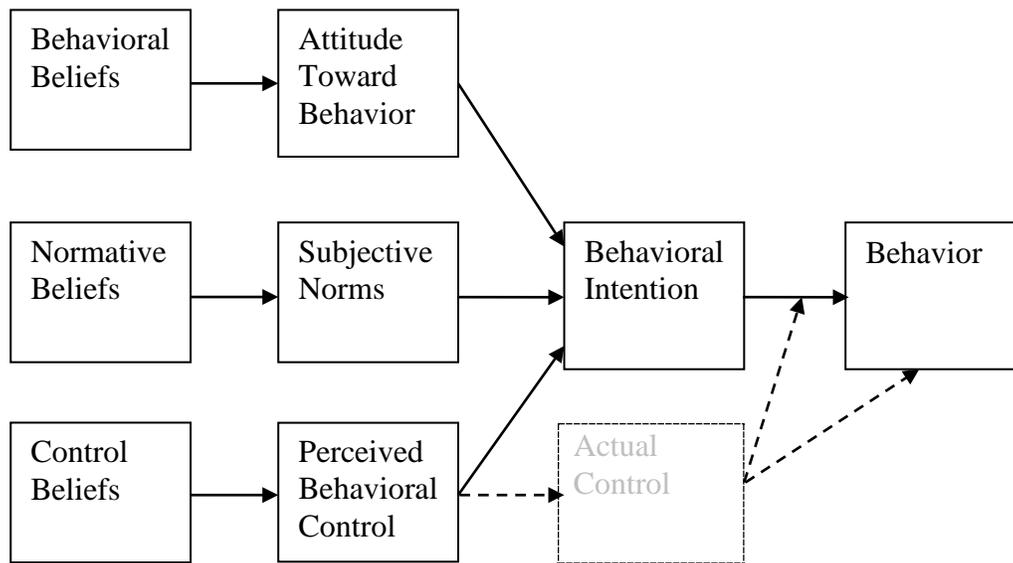 Behavioral
Beliefs
Attitude
Toward
Behavior
Normative
Beliefs
Subjective
Norms
Behavioral
Intention
Behavior
Control
Beliefs
Perceived
Behavioral
Control
Actual
Control